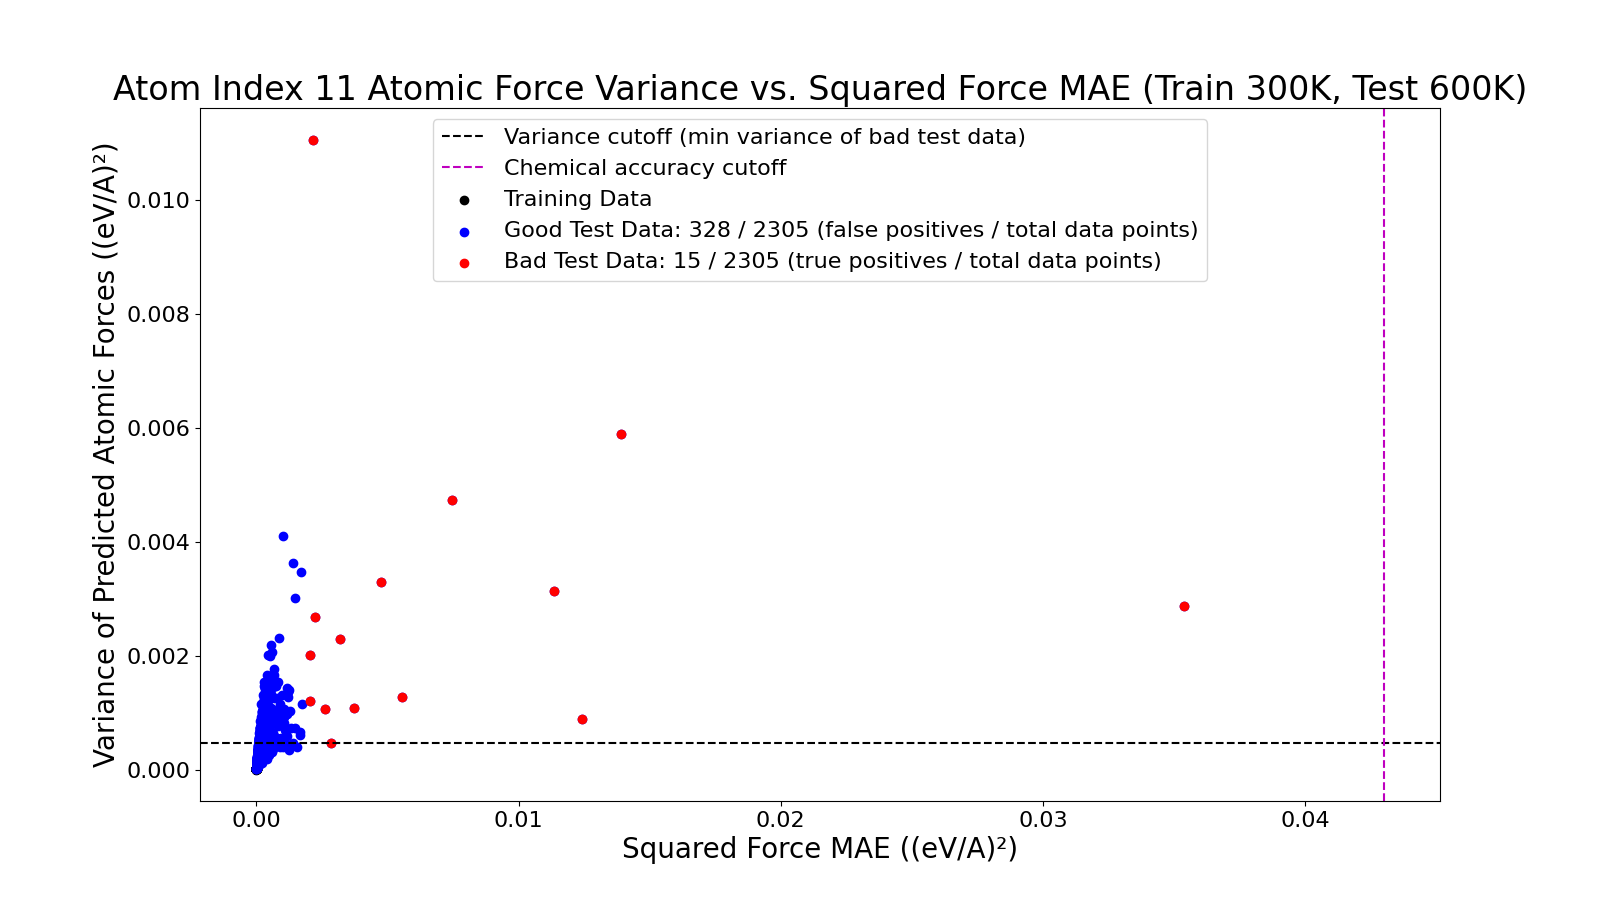 Atom Index 11 Atomic Force Variance vs. Squared Force MAE (Train 300K, Test 600K)
Variance cutoff (min variance of bad test data)
Chemical accuracy cutoff
Training Data
Good Test Data: 328 / 2305 (false positives / total data points)
Bad Test Data: 15 / 2305 (true positives / total data points)
Variance of Predicted Atomic Forces ((eV/A)²)
0.010
0.008
0.006
0.004
0.002
0.000
0.00 0.01 0.02 0.03 0.04
Squared Force MAE ((eV/A)²)